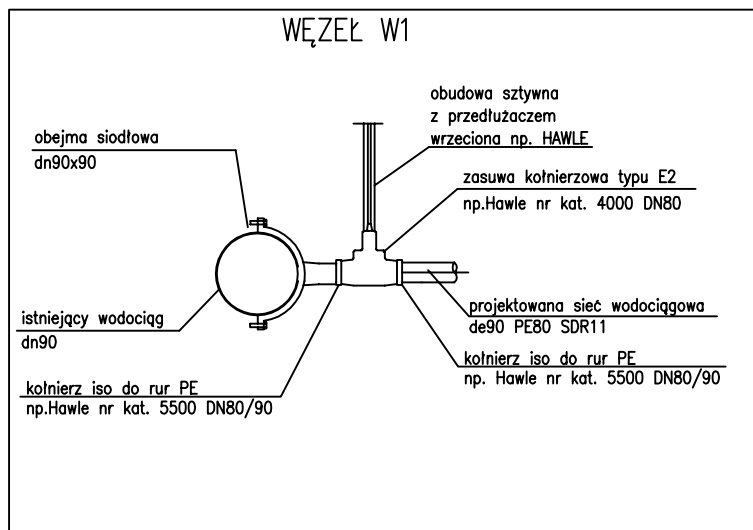 WĘZEŁ W1
obudowa sztywna
z przedłużaczem
wrzeciona np. HAWLE
obejma siodłowa
dn90x90
zasuwa kołnierzowa typu E2
np.Hawle nr kat. 4000 DN80
istniejący wodociąg
dn90
projektowana sieć wodociągowa
de90 PE80 SDR11
kołnierz iso do rur PE
np. Hawle nr kat. 5500 DN80/90
kołnierz iso do rur PE
np.Hawle nr kat. 5500 DN80/90